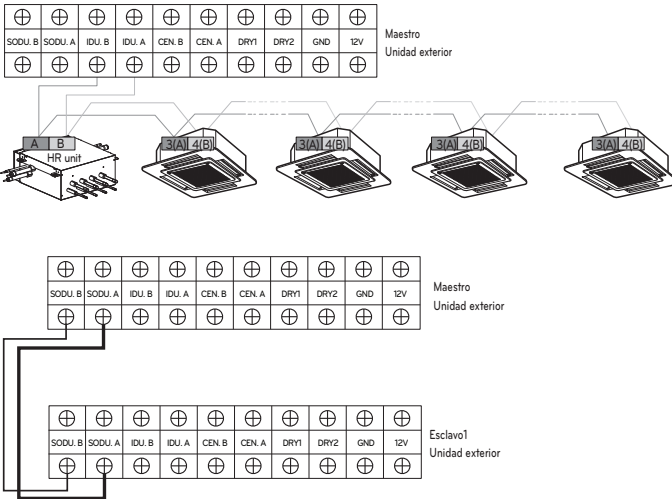 SODU. B SODU. A IDU. B IDU. A CEN. B CEN. A DRY1 DRY2 GND 12V
Maestro
Unidad exterior
A B 3(A) 4(B) 3(A) 4(B) 3(A) 4(B) 3(A) 4(B)
HR unit
SODU. B SODU. A IDU. B IDU. A CEN. B CEN. A DRY1 DRY2 GND 12V
Maestro
Unidad exterior
SODU. B SODU. A IDU. B IDU. A CEN. B CEN. A DRY1 DRY2 GND 12V
Esclavo1
Unidad exterior